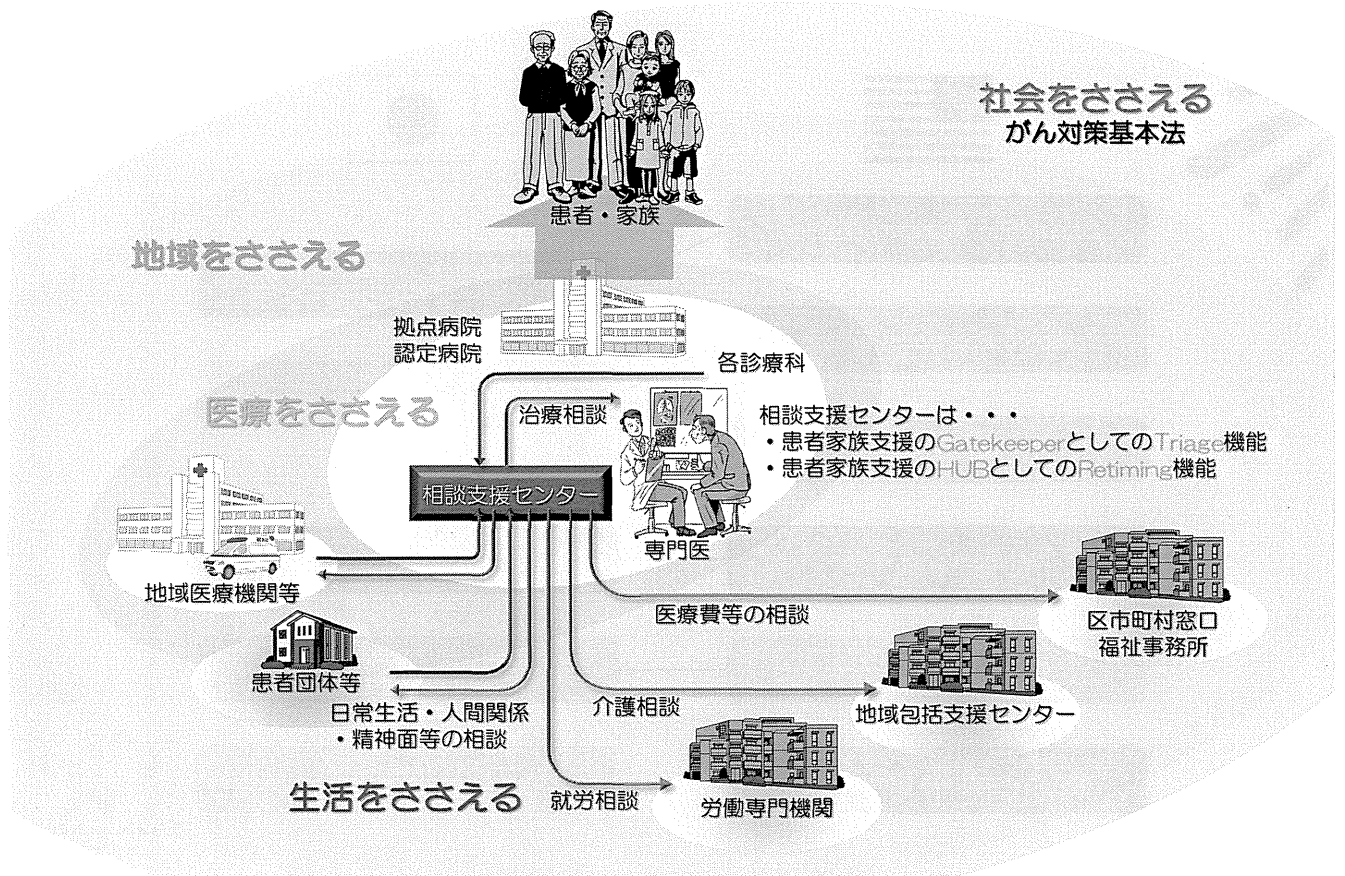 社会をささえる
がん対策基本法
患者・家族
地域をささえる
拠点病院
認定病院
各診療科
医療をささえる
治療相談
相談支援センターは・・・
・患者家族支援のGatekeeperとしてのTriage機能
・患者家族支援のHUBとしてのRetiming機能
相談支援センター
専門医
地域医療機関等
医療費等の相談
区市町村窓口
福祉事務所
患者団体等
日常生活・人間関係
・精神面等の相談
介護相談
地域包括支援センター
生活をささえる
就労相談
労働専門機関